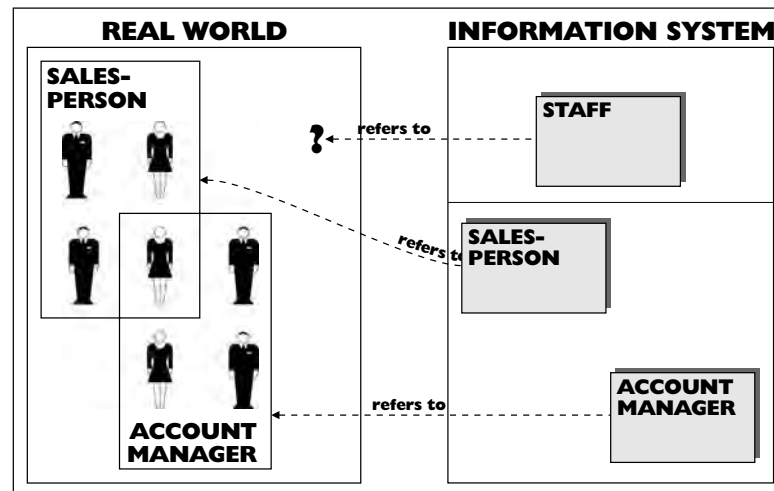 REAL WORLD
INFORMATION SYSTEM
SALES-
PERSON
?
refers to
STAFF
refers to
SALES-
PERSON
refers to
ACCOUNT
MANAGER
ACCOUNT
MANAGER